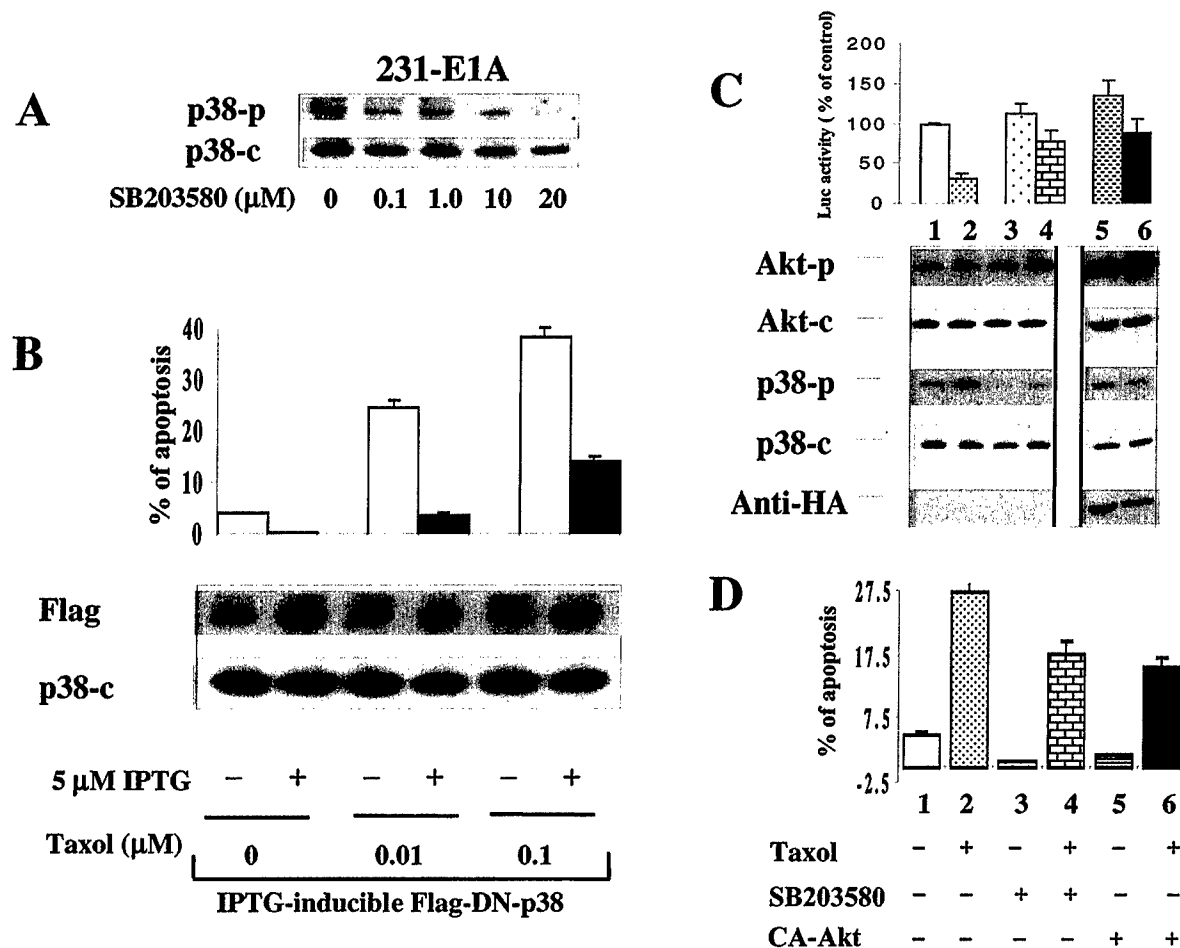 A
231-E1A
p38-p
p38-c
SB203580 (µM) 0 0.1 1.0 10 20
B
% of apoptosis
40
30
20
10
0
Flag
p38-c
5 µM IPTG − + − + − +
Taxol (µM) 0 0.01 0.1
IPTG-inducible Flag-DN-p38
C
Luc activity ( % of control)
200
150
100
50
0
1 2 3 4 5 6
Akt-p
Akt-c
p38-p
p38-c
Anti-HA
D
% of apoptosis
27.5
17.5
7.5
-2.5
1 2 3 4 5 6
Taxol − + − + − +
SB203580 − − + + − −
CA-Akt − − − − + +